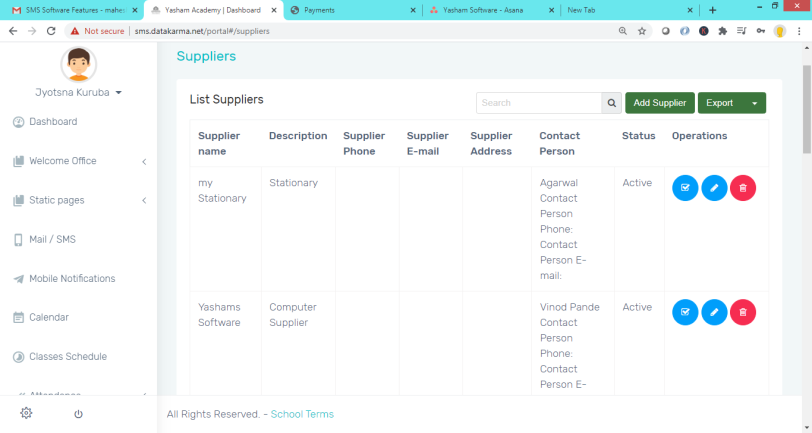 SMS Software Features - mahes
Yasham Academy | Dashboard
Payments
Yasham Software - Asana
New Tab
Not secure | sms.datakarma.net/portal#/suppliers
Jyotsna Kuruba
Dashboard
Welcome Office
Static pages
Mail / SMS
Mobile Notifications
Calendar
Classes Schedule
Suppliers
List Suppliers
Search
Add Supplier
Export
Supplier name
Description
Supplier Phone
Supplier E-mail
Supplier Address
Contact Person
Status
Operations
my
Stationary
Stationary
Agarwal
Contact
Person
Phone:
Contact
Person E-
mail:
Active
Yashams
Software
Computer
Supplier
Vinod Pande
Contact
Person
Phone:
Contact
Person E-
Active
All Rights Reserved. - School Terms